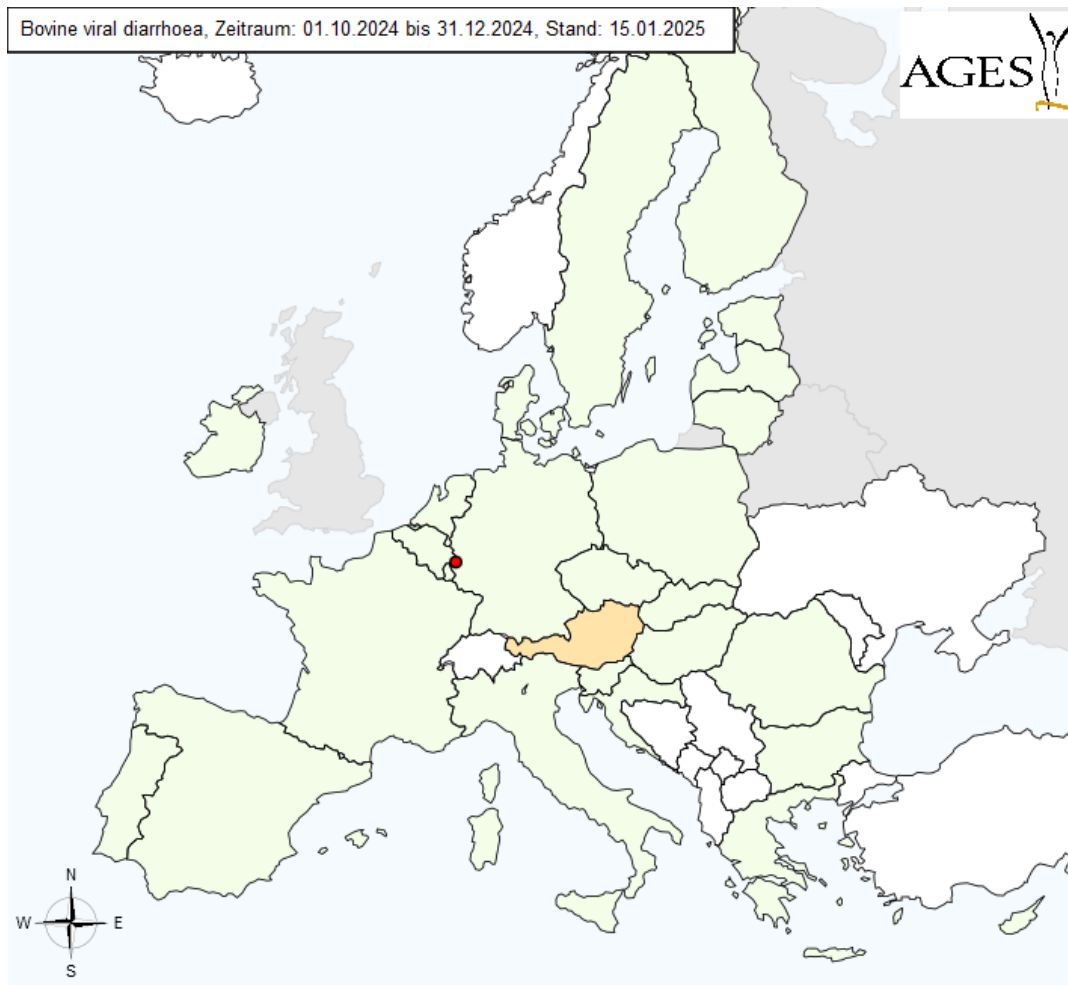 Bovine viral diarrhoea, Zeitraum: 01.10.2024 bis 31.12.2024, Stand: 15.01.2025
AGES
N
W E
S